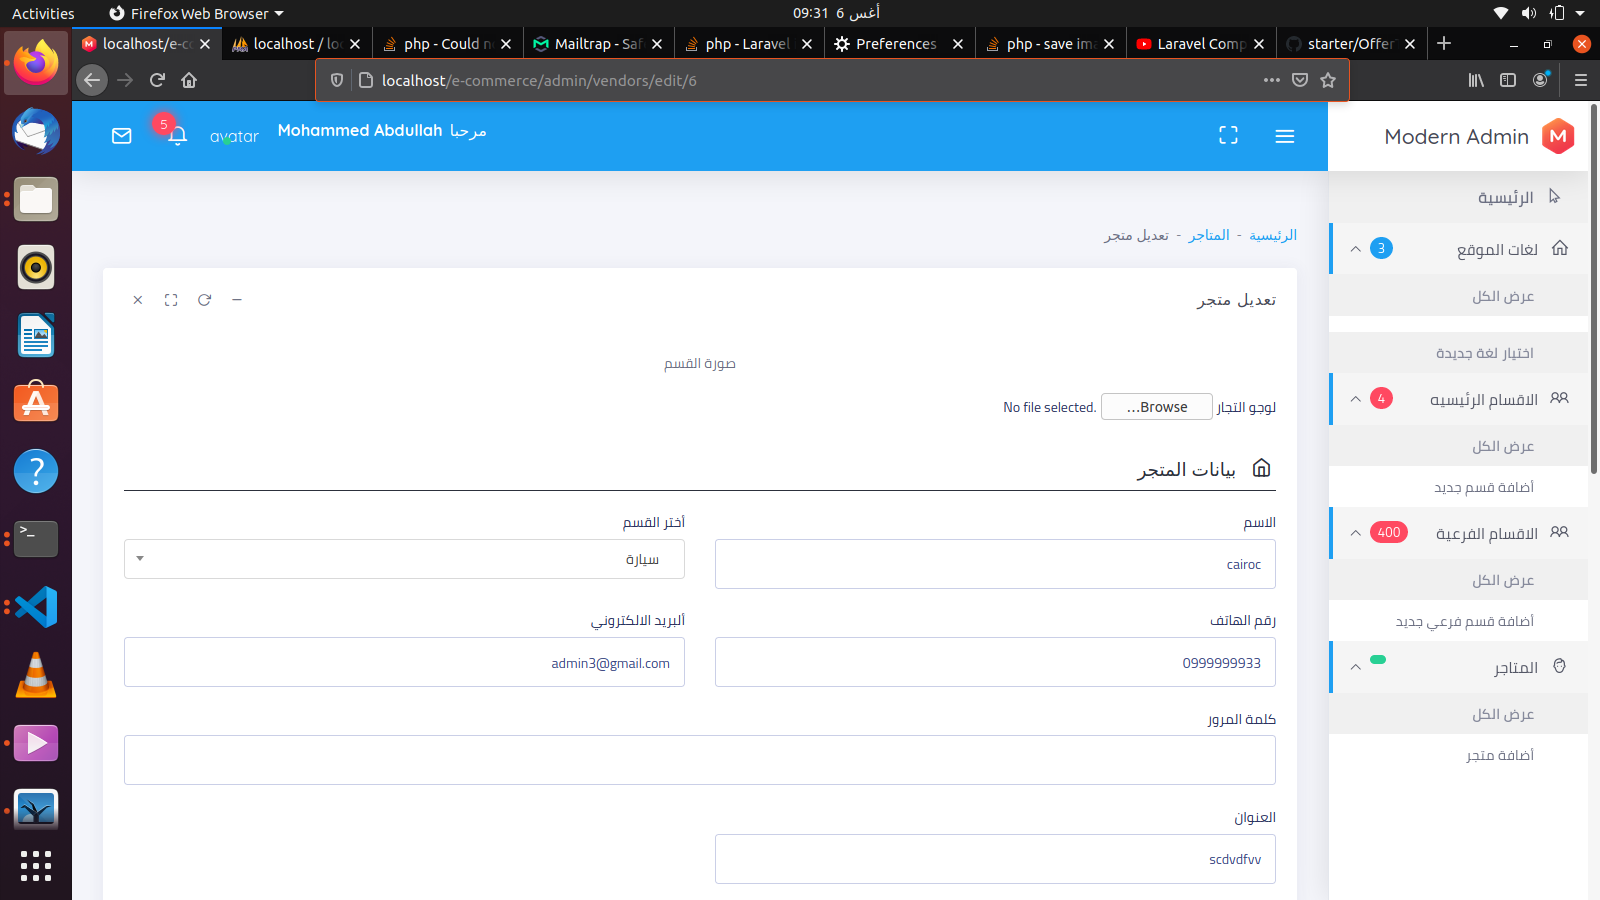 Activities
Firefox Web Browser
09:31 6 أغس
localhost/e-co
localhost / lo
php - Could n
Mailtrap - Saf
php - Laravel
Preferences
php - save ima
Laravel Comp
starter/Offer
localhost/e-commerce/admin/vendors/edit/6
Modern Admin
مرحبا Mohammed Abdullah
avatar
5
الرئيسية
لغات الموقع
3
عرض الكل
اختيار لغة جديدة
الاقسام الرئيسيه
4
عرض الكل
أضافة قسم جديد
الاقسام الفرعية
400
عرض الكل
أضافة قسم فرعي جديد
المتاجر
عرض الكل
أضافة متجر
الرئيسية - المتاجر - تعديل متجر
تعديل متجر
صورة القسم
لوجو التجار Browse... No file selected.
بيانات المتجر
الاسم
cairoc
أختر القسم
سيارة
رقم الهاتف
0999999933
ألبريد الالكتروني
admin3@gmail.com
كلمة المرور
العنوان
scdvdfvv